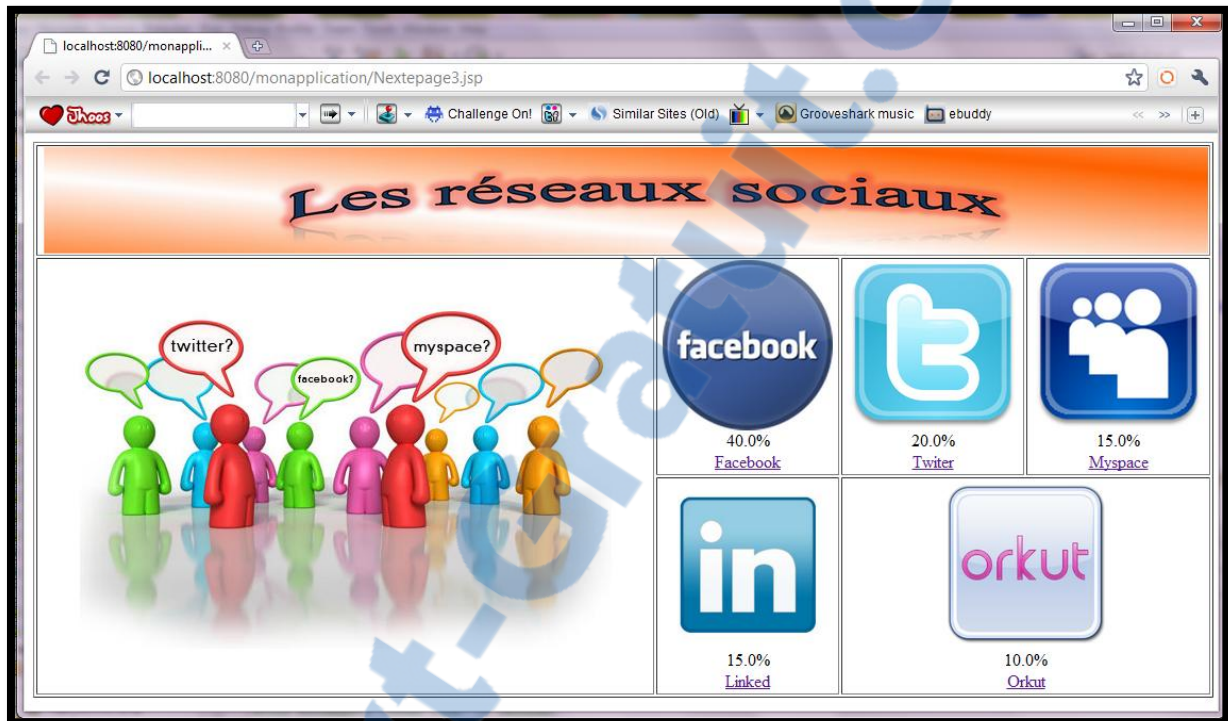 localhost:8080/monappli...
localhost:8080/monapplication/Nextepage3.jsp
Thoos
Challenge On!
Similar Sites (Old)
Grooveshark music
ebuddy
Les réseaux sociaux
twitter?
facebook?
myspace?
facebook
40.0%
Facebook
20.0%
Twiter
15.0%
Myspace
in
15.0%
Linked
orkut
10.0%
Orkut